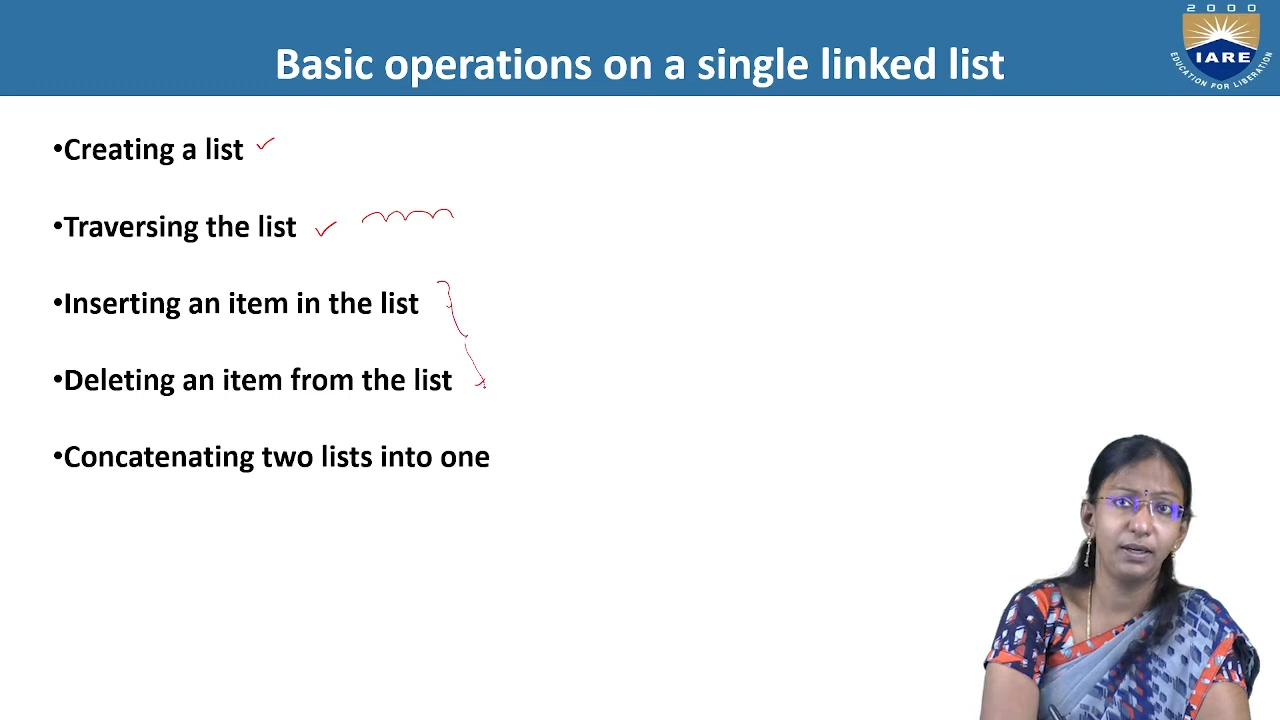 2000
IARE
EDUCATION FOR LIBERATION
Basic operations on a single linked list
•Creating a list
•Traversing the list
•Inserting an item in the list
•Deleting an item from the list
•Concatenating two lists into one